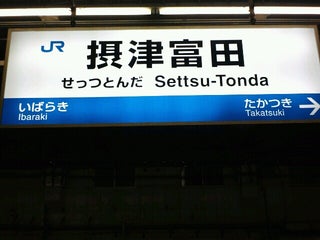 JR 摂津富田
せっつとんだ Settsu-Tonda
いばらき たかつき
Ibaraki Takatsuki